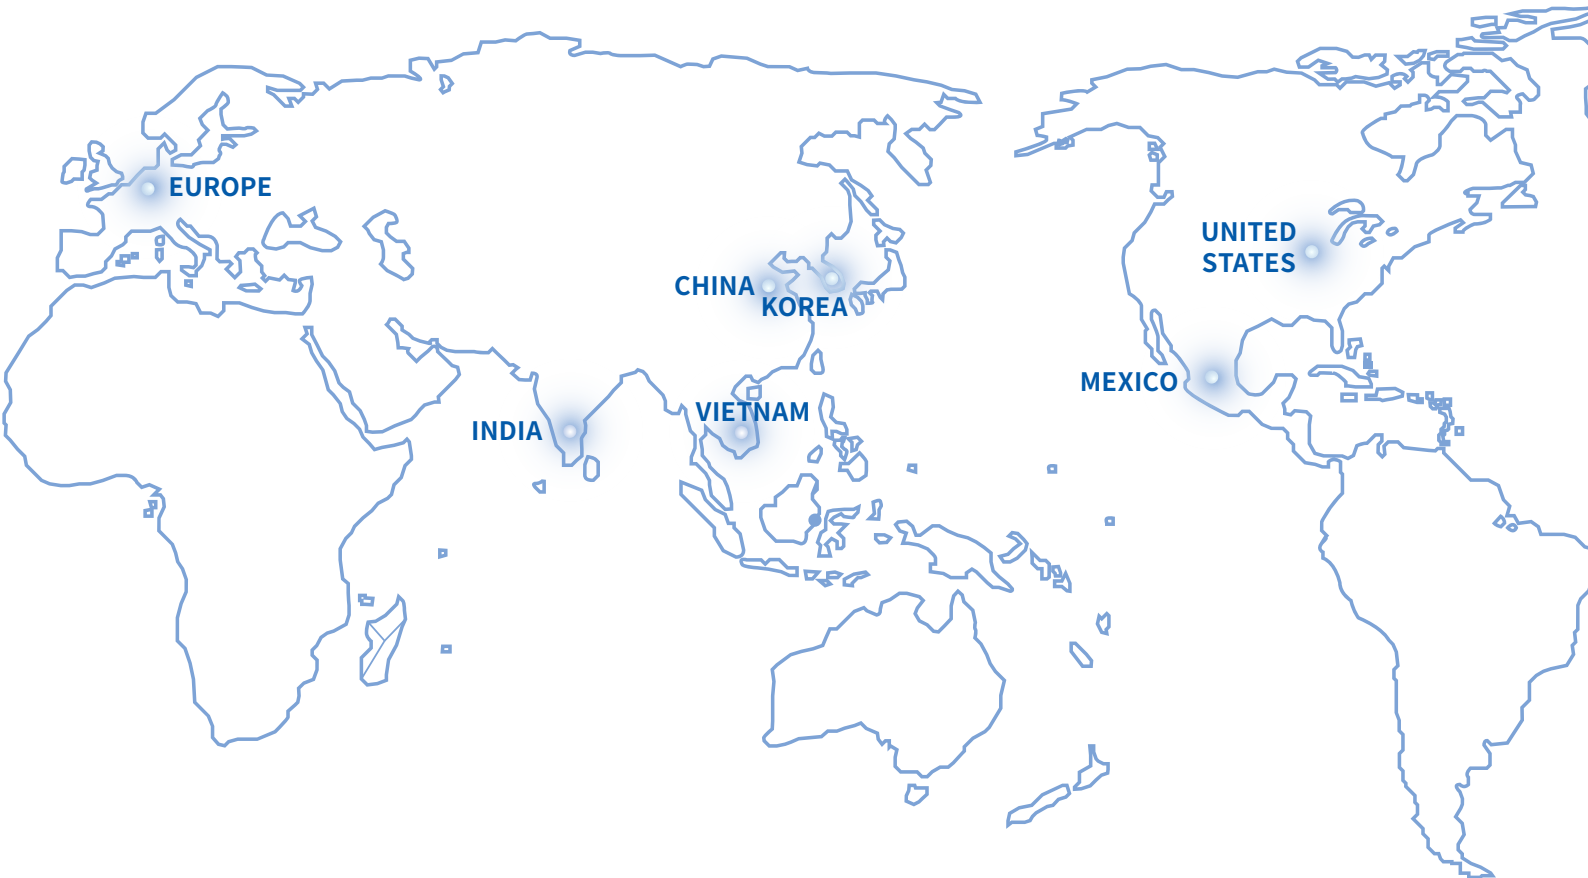 EUROPE
UNITED
STATES
CHINA
KOREA
MEXICO
VIETNAM
INDIA